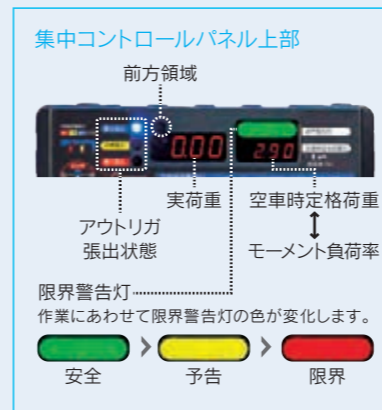 集中コントロールパネル上部
前方領域
0.00
290
実荷重
空車時定格荷重
アウトリガ
張出状態
モーメント負荷率
限界警告灯
作業にあわせて限界警告灯の色が変化します。
安全
予告
限界